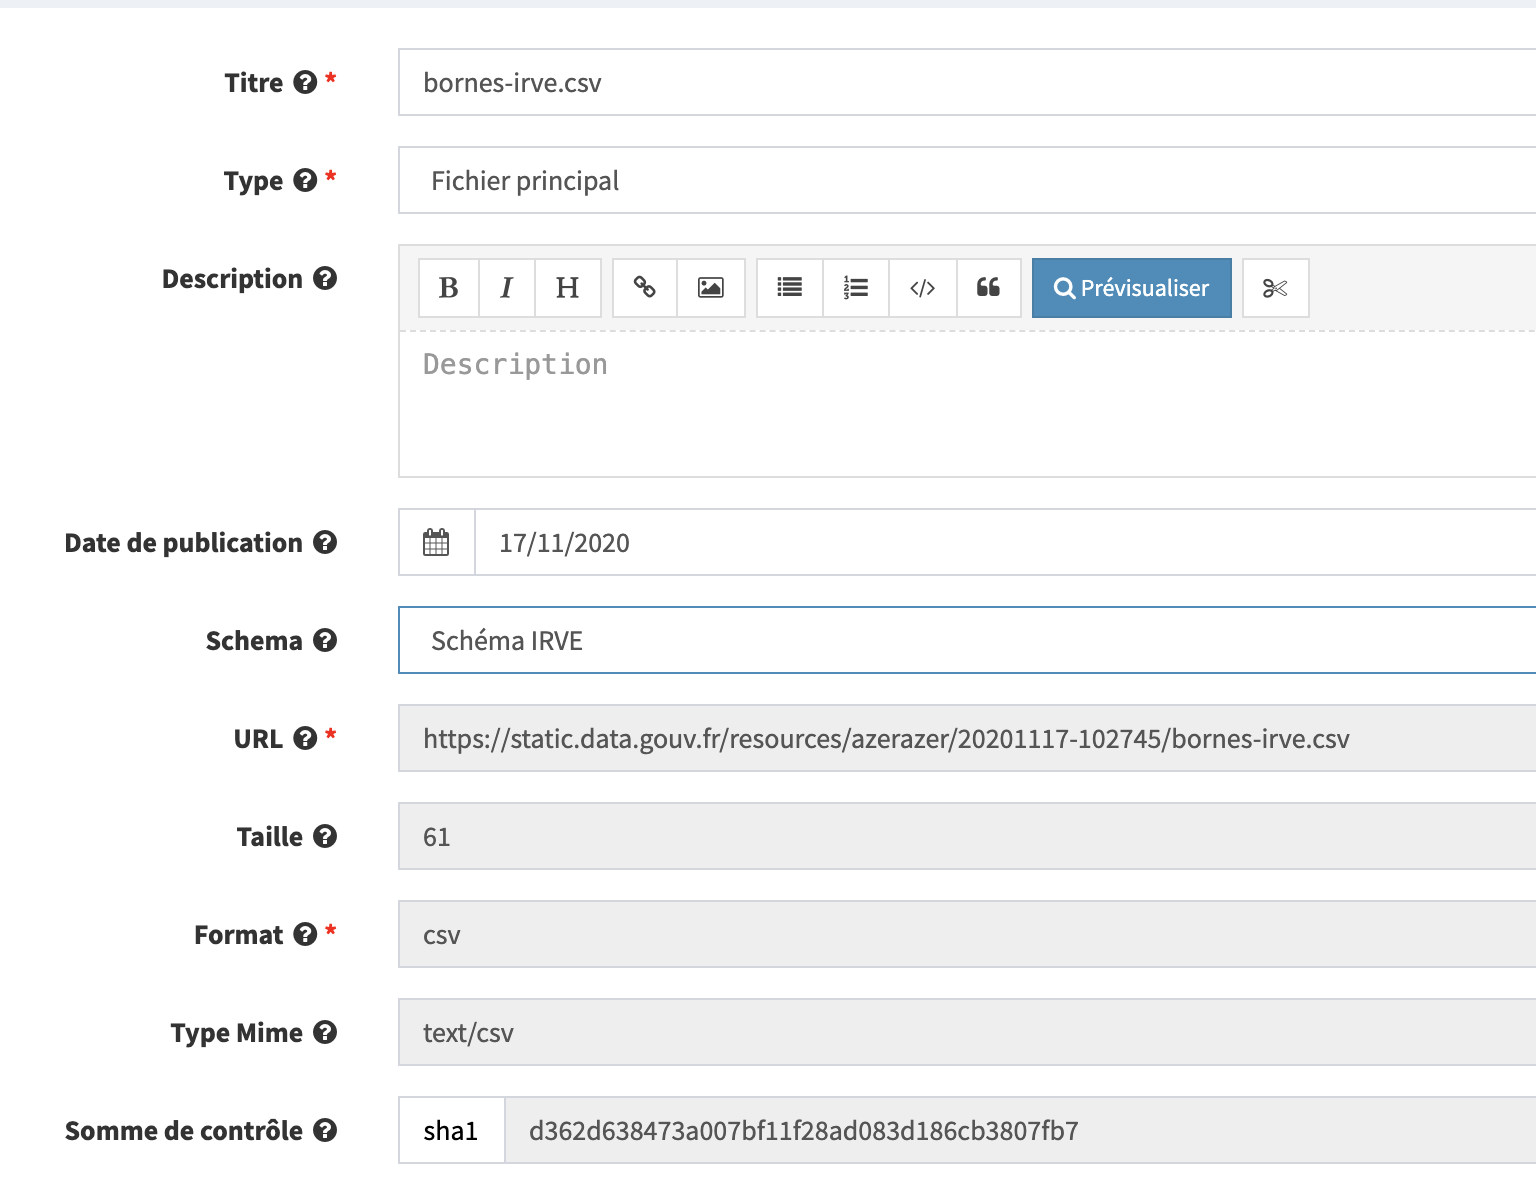 Titre *
bornes-irve.csv
Type *
Fichier principal
Description
B I H Prévisualiser
Description
Date de publication
17/11/2020
Schema
Schéma IRVE
URL *
https://static.data.gouv.fr/resources/azerazer/20201117-102745/bornes-irve.csv
Taille
61
Format *
csv
Type Mime
text/csv
Somme de contrôle
sha1 d362d638473a007bf11f28ad083d186cb3807fb7